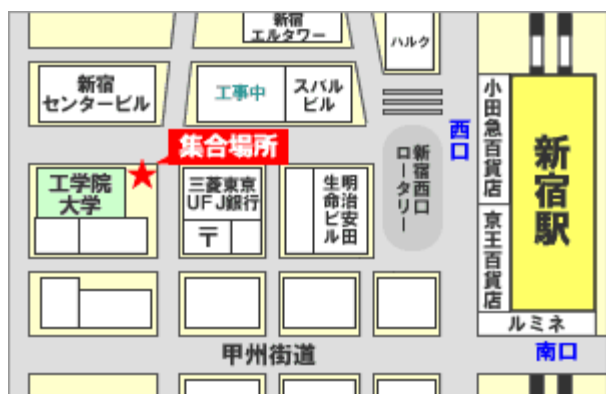 新宿
エルタワー
ハルク
新宿
センタービル
工事中
スバル
ビル
西口
小田急百貨店
新宿駅
集合場所
工学院
大学
三菱東京
UFJ銀行
〒
明治安田
生命ビル
新宿西口
ロータリー
京王百貨店
ルミネ
甲州街道
南口